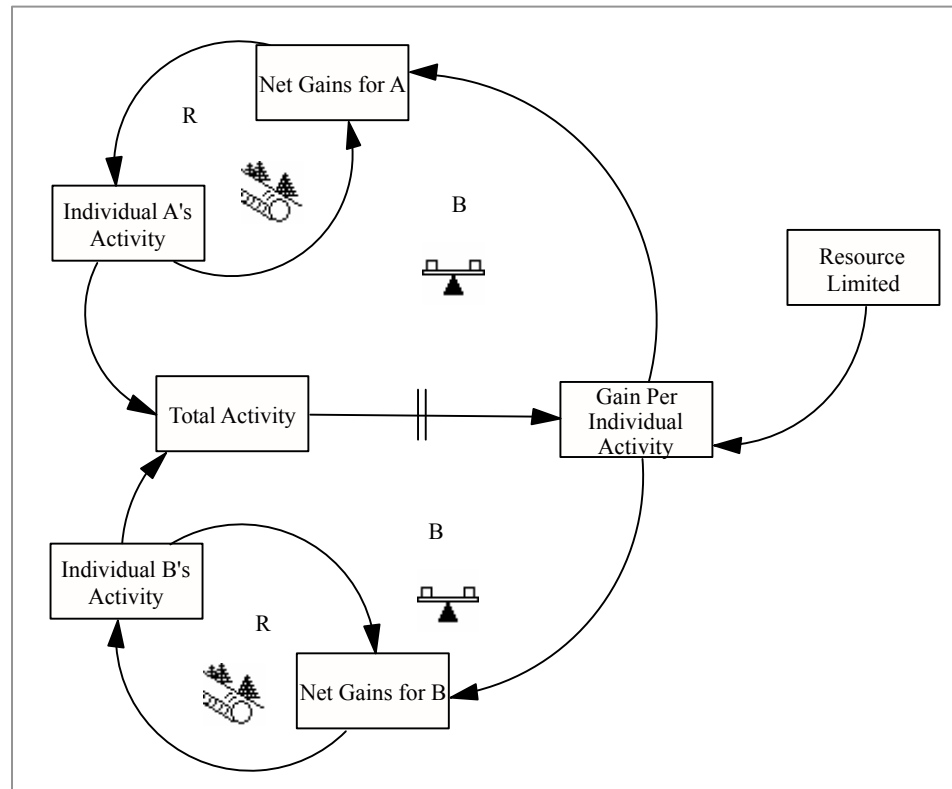 Net Gains for A
R
Individual A's
Activity
B
Resource
Limited
Total Activity
Gain Per
Individual
Activity
B
Individual B's
Activity
R
Net Gains for B